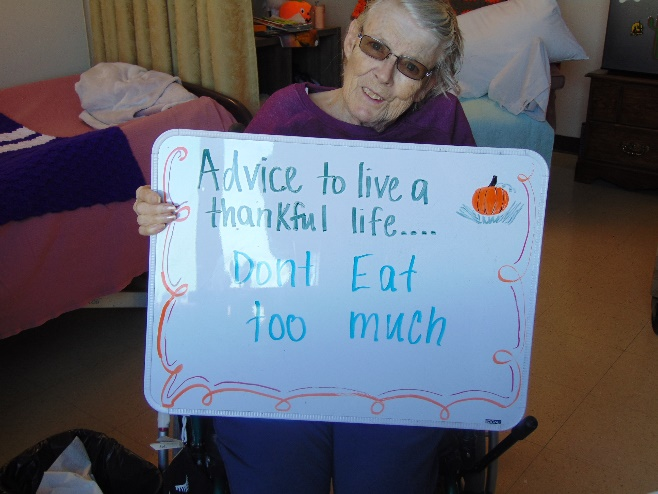 Advice to live a
thankful life....
Dont Eat
too much